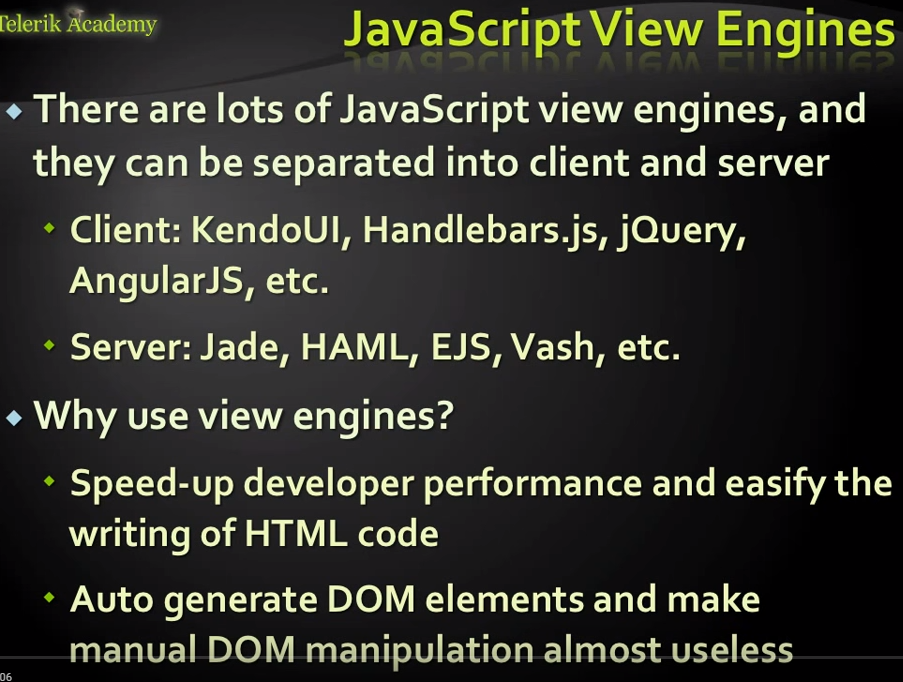 Telerik Academy
JavaScript View Engines
There are lots of JavaScript view engines, and
they can be separated into client and server
Client: KendoUI, Handlebars.js, jQuery,
AngularJS, etc.
Server: Jade, HAML, EJS, Vash, etc.
Why use view engines?
Speed-up developer performance and easify the
writing of HTML code
Auto generate DOM elements and make
manual DOM manipulation almost useless
06